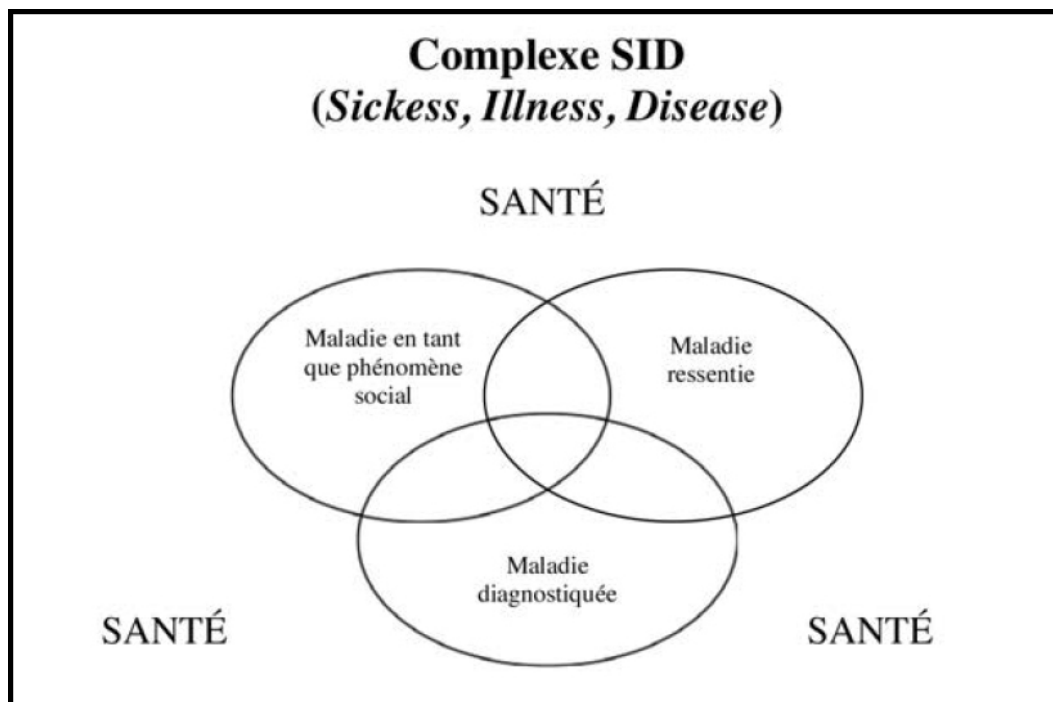 Complexe SID
(Sickess, Illness, Disease)
SANTÉ
Maladie en tant
que phénomène
social
Maladie
ressentie
Maladie
diagnostiquée
SANTÉ
SANTÉ